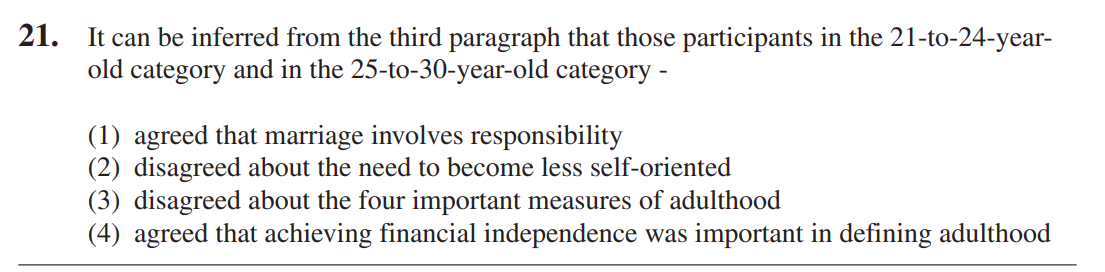 21. It can be inferred from the third paragraph that those participants in the 21-to-24-year-
old category and in the 25-to-30-year-old category -
(1) agreed that marriage involves responsibility
(2) disagreed about the need to become less self-oriented
(3) disagreed about the four important measures of adulthood
(4) agreed that achieving financial independence was important in defining adulthood